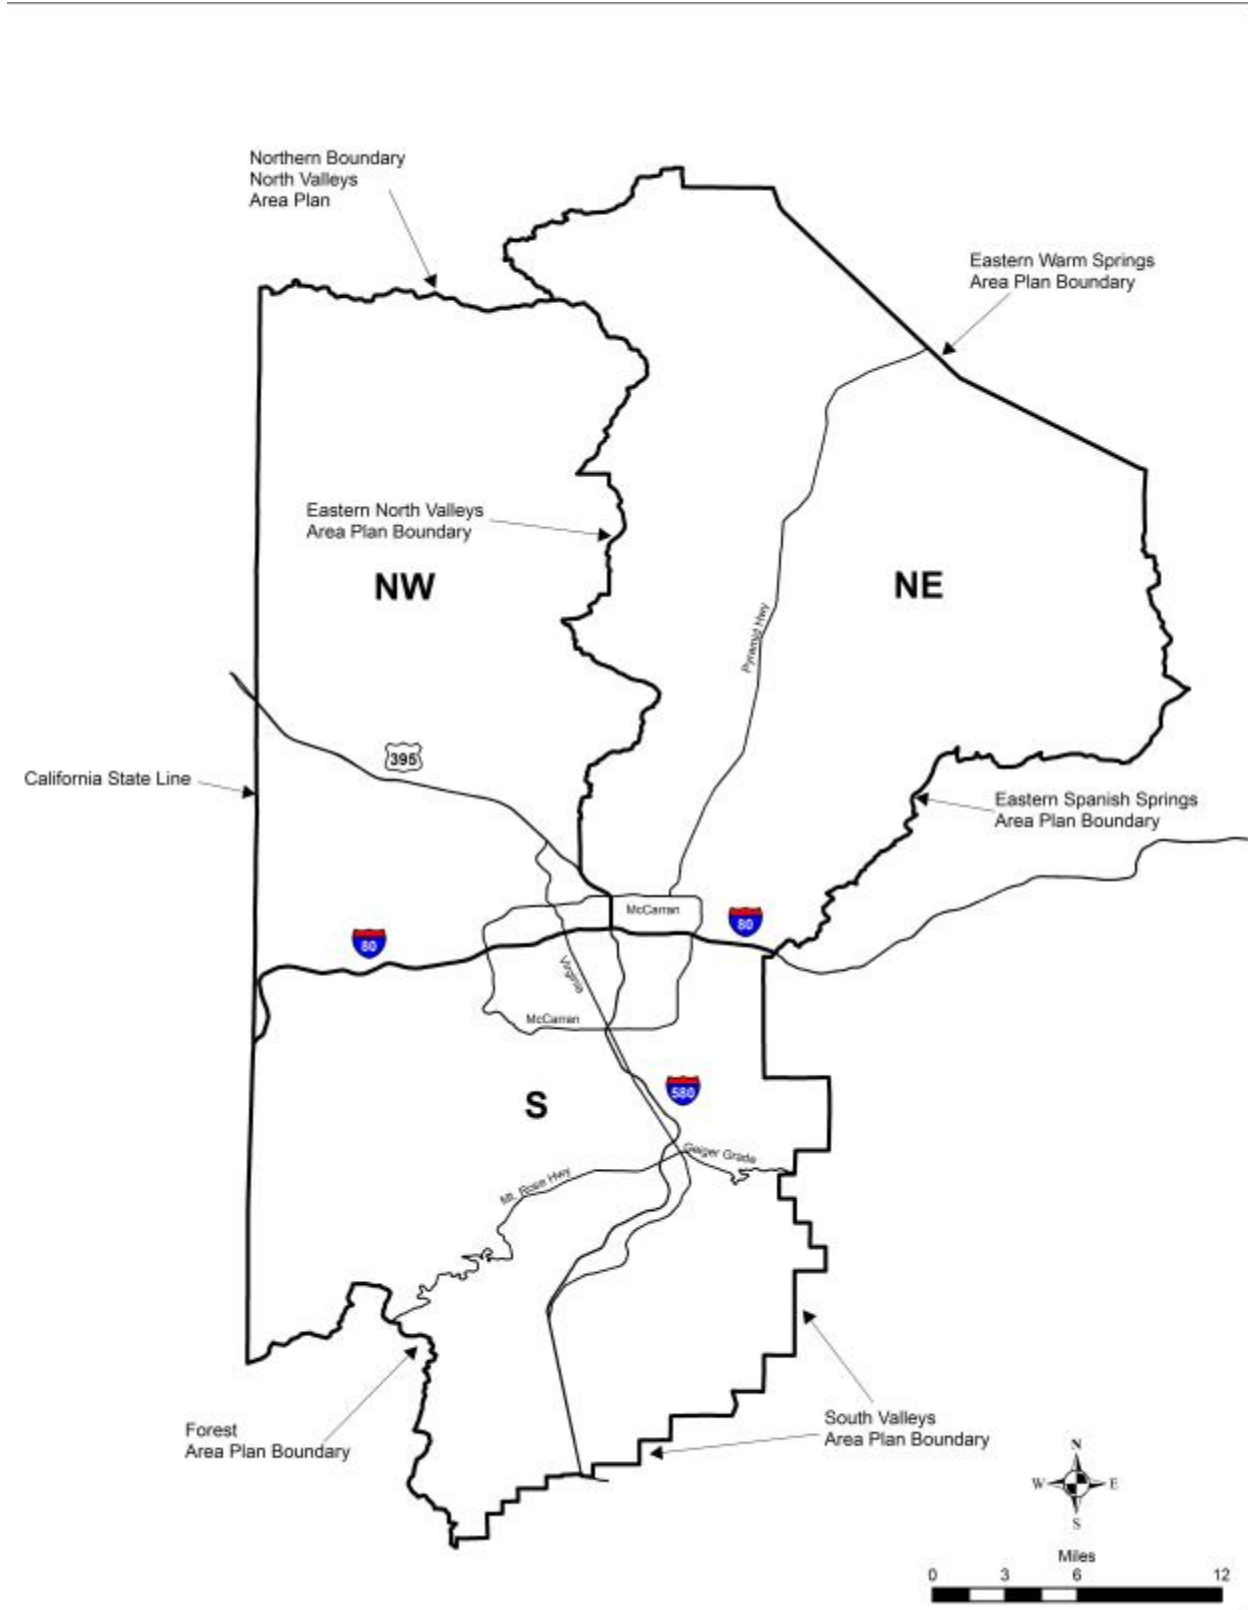 Northern Boundary
North Valleys
Area Plan
Eastern Warm Springs
Area Plan Boundary
Eastern North Valleys
Area Plan Boundary
NW
NE
Pyramid Hwy
395
California State Line
Eastern Spanish Springs
Area Plan Boundary
McCarran
80
80
Virginia
McCarran
580
S
Geiger Grade
Mt. Rose Hwy
Forest
Area Plan Boundary
South Valleys
Area Plan Boundary
N
W
E
S
Miles
0 3 6 12